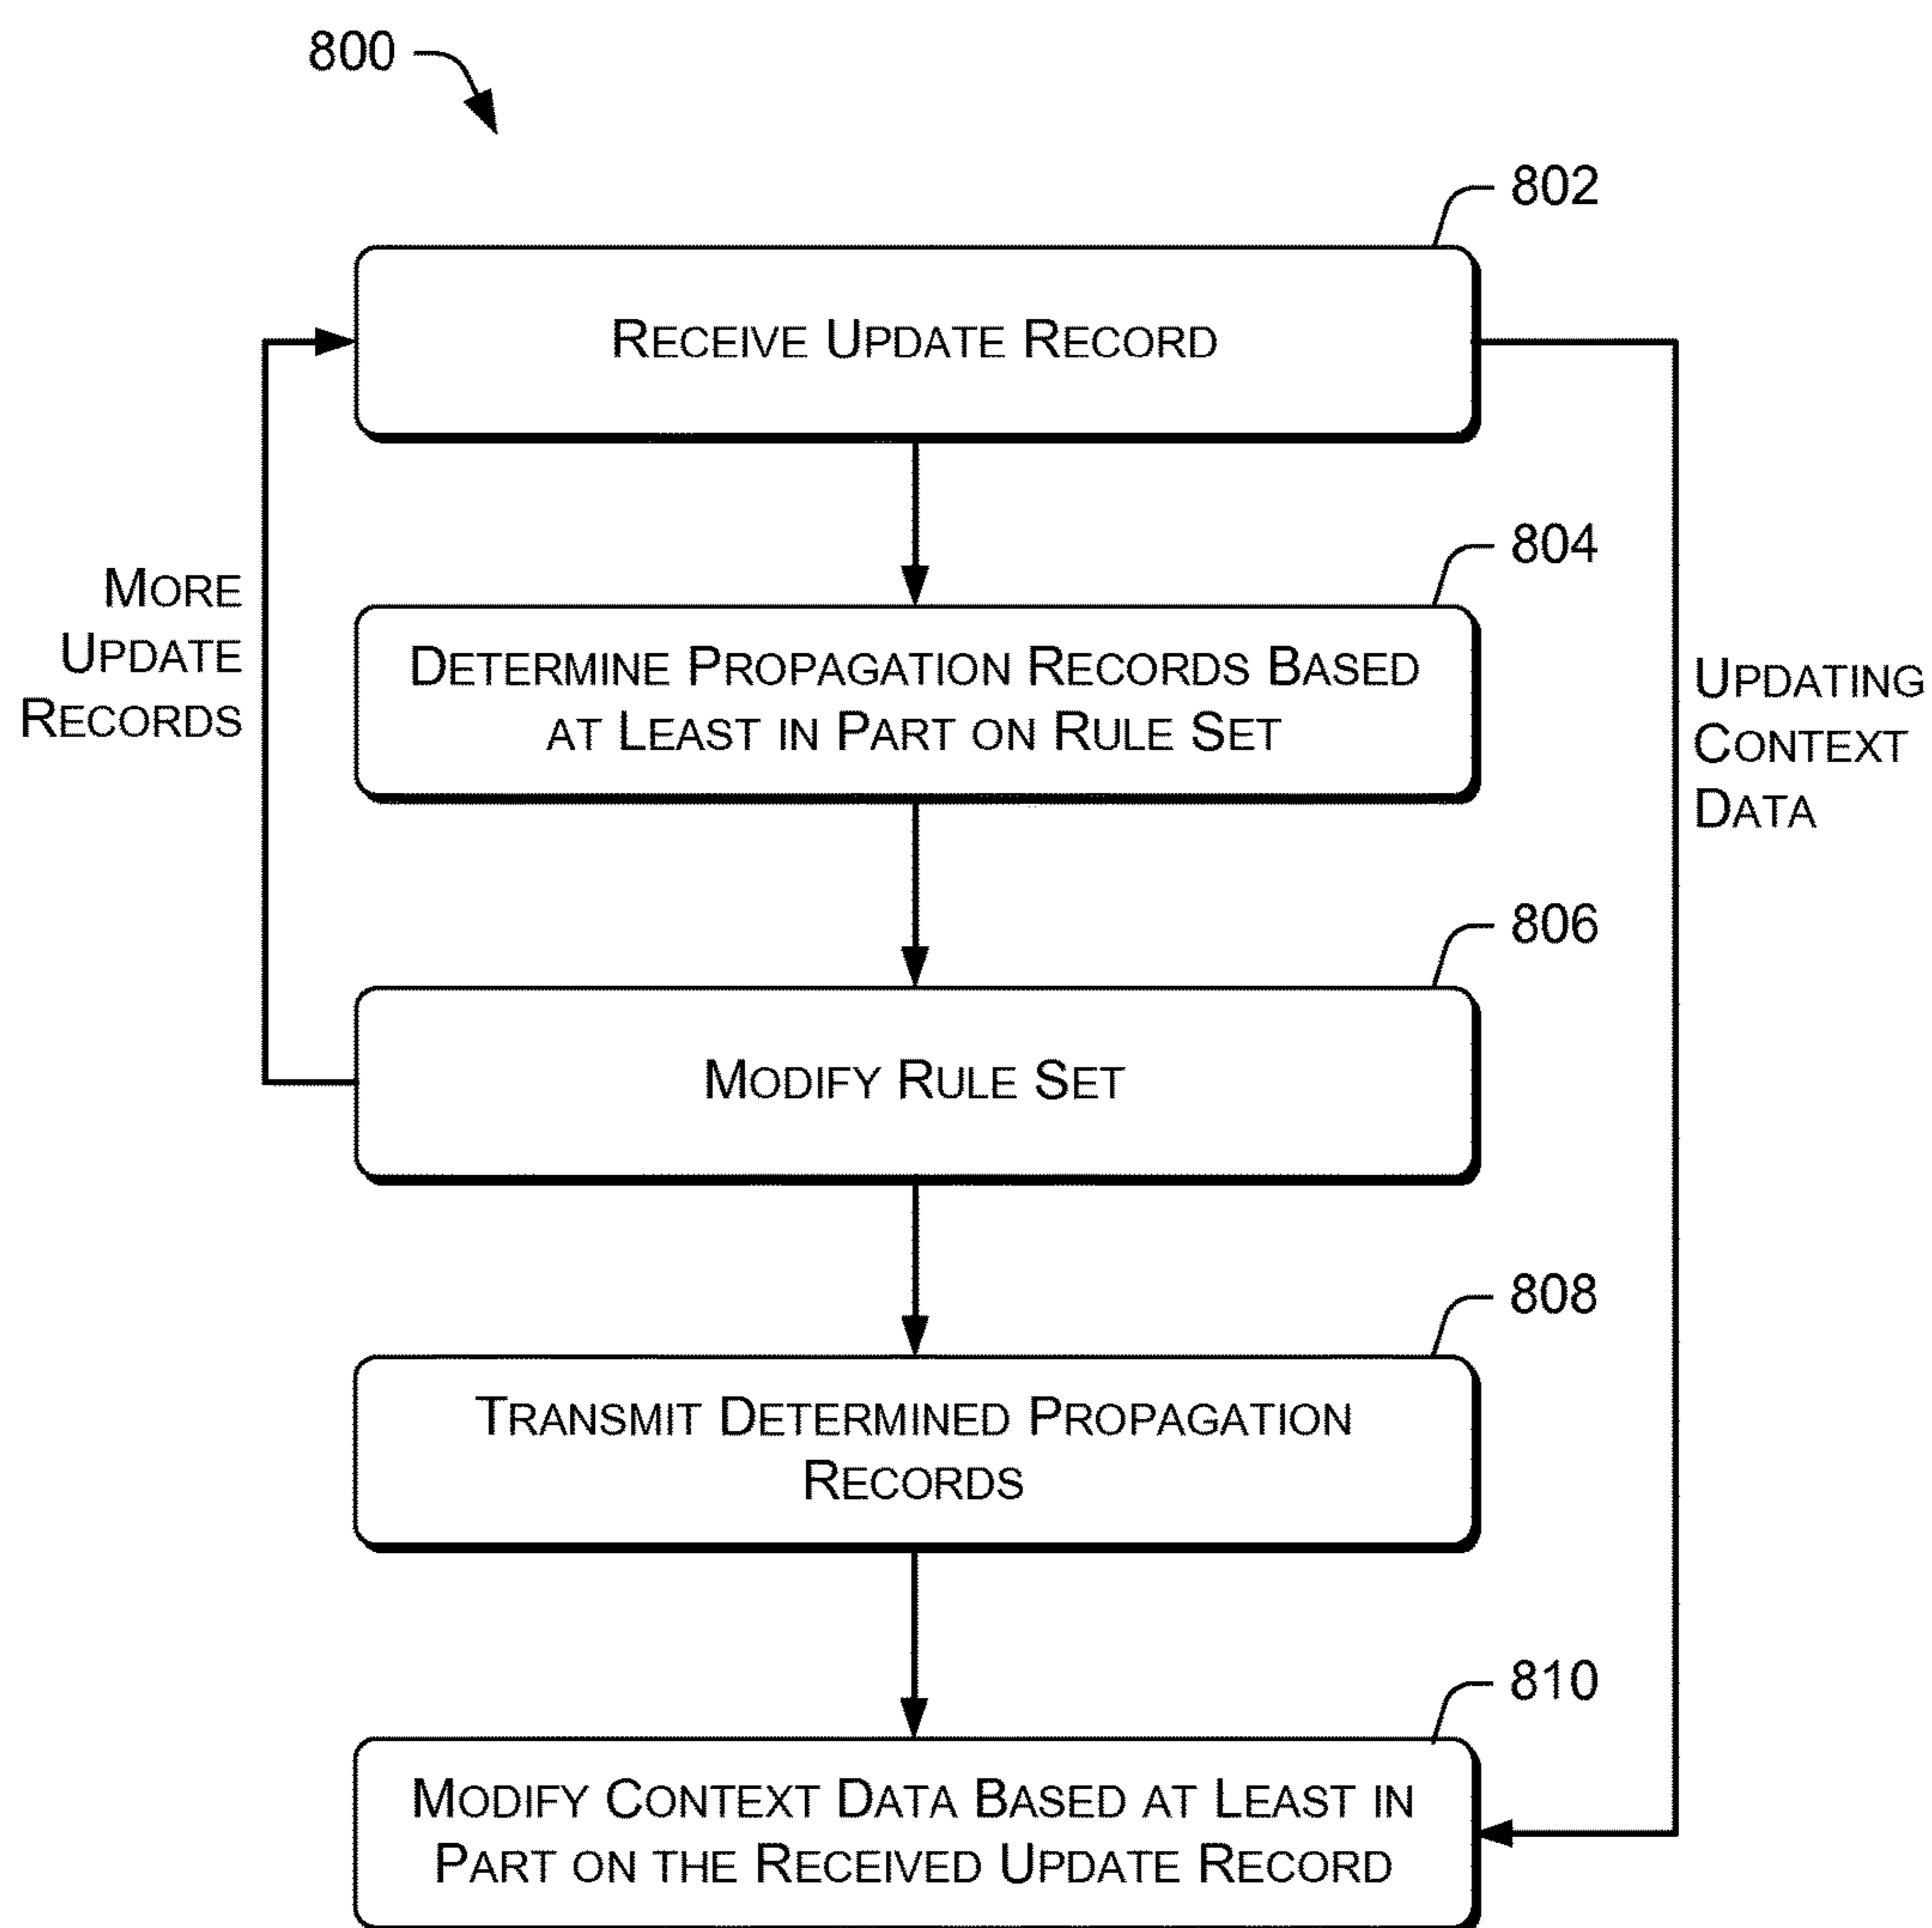 800
802
RECEIVE UPDATE RECORD
804
DETERMINE PROPAGATION RECORDS BASED
AT LEAST IN PART ON RULE SET
MORE
UPDATE
RECORDS
UPDATING
CONTEXT
DATA
806
MODIFY RULE SET
808
TRANSMIT DETERMINED PROPAGATION
RECORDS
810
MODIFY CONTEXT DATA BASED AT LEAST IN
PART ON THE RECEIVED UPDATE RECORD